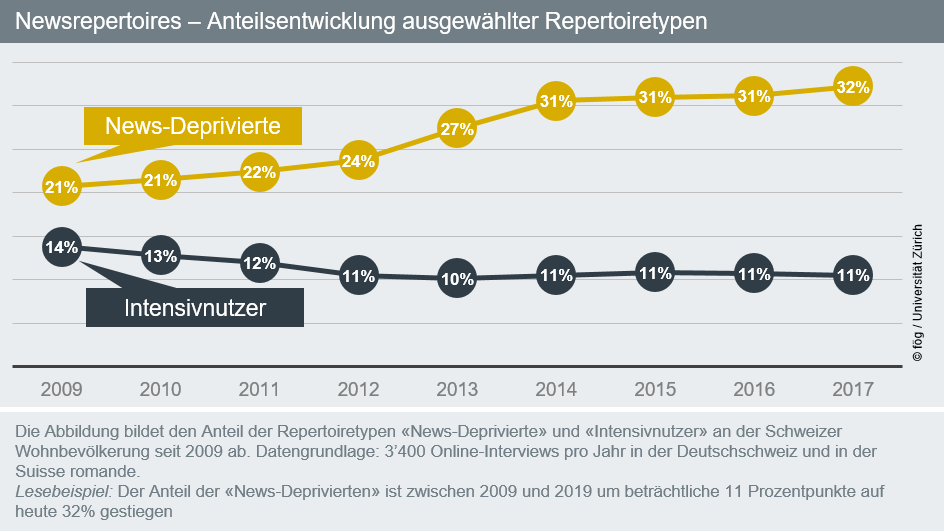 Newsrepertoires – Anteilsentwicklung ausgewählter Repertoiretypen
32%
31%
31%
31%
27%
News-Deprivierte
24%
22%
21%
21%
14%
13%
12%
11%
10%
11%
11%
11%
11%
Intensivnutzer
© fög / Universität Zürich
2009 2010 2011 2012 2013 2014 2015 2016 2017
Die Abbildung bildet den Anteil der Repertoiretypen «News-Deprivierte» und «Intensivnutzer» an der Schweizer
Wohnbevölkerung seit 2009 ab. Datengrundlage: 3’400 Online-Interviews pro Jahr in der Deutschschweiz und in der
Suisse romande.
Lesebeispiel: Der Anteil der «News-Deprivierten» ist zwischen 2009 und 2019 um beträchtliche 11 Prozentpunkte auf
heute 32% gestiegen